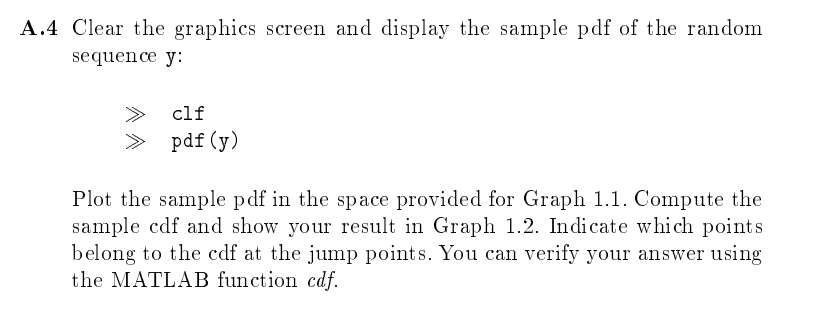 A.4 Clear the graphics screen and display the sample pdf of the random
sequence y:
≫ clf
≫ pdf(y)
Plot the sample pdf in the space provided for Graph 1.1. Compute the
sample cdf and show your result in Graph 1.2. Indicate which points
belong to the cdf at the jump points. You can verify your answer using
the MATLAB function cdf.